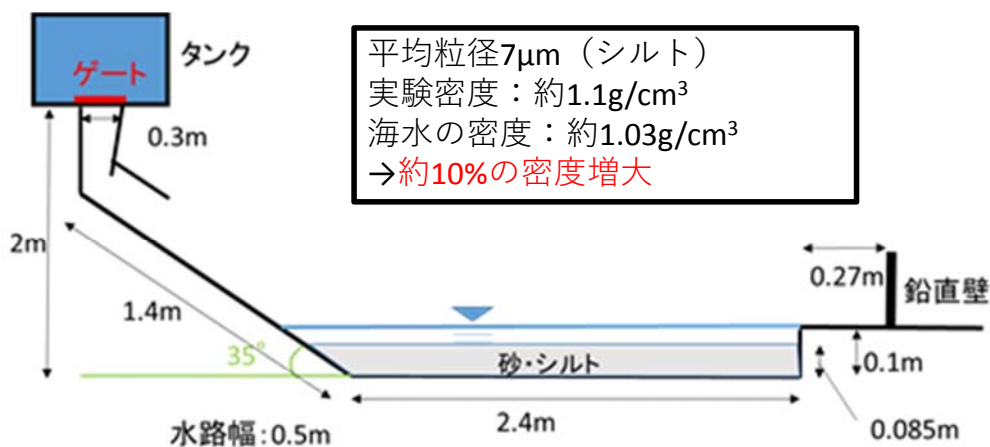 タンク
ゲート
0.3m
平均粒径7μm（シルト）
実験密度：約1.1g/cm³
海水の密度：約1.03g/cm³
→約10%の密度増大
2m
1.4m
35°
砂・シルト
0.27m
鉛直壁
0.1m
0.085m
2.4m
水路幅：0.5m